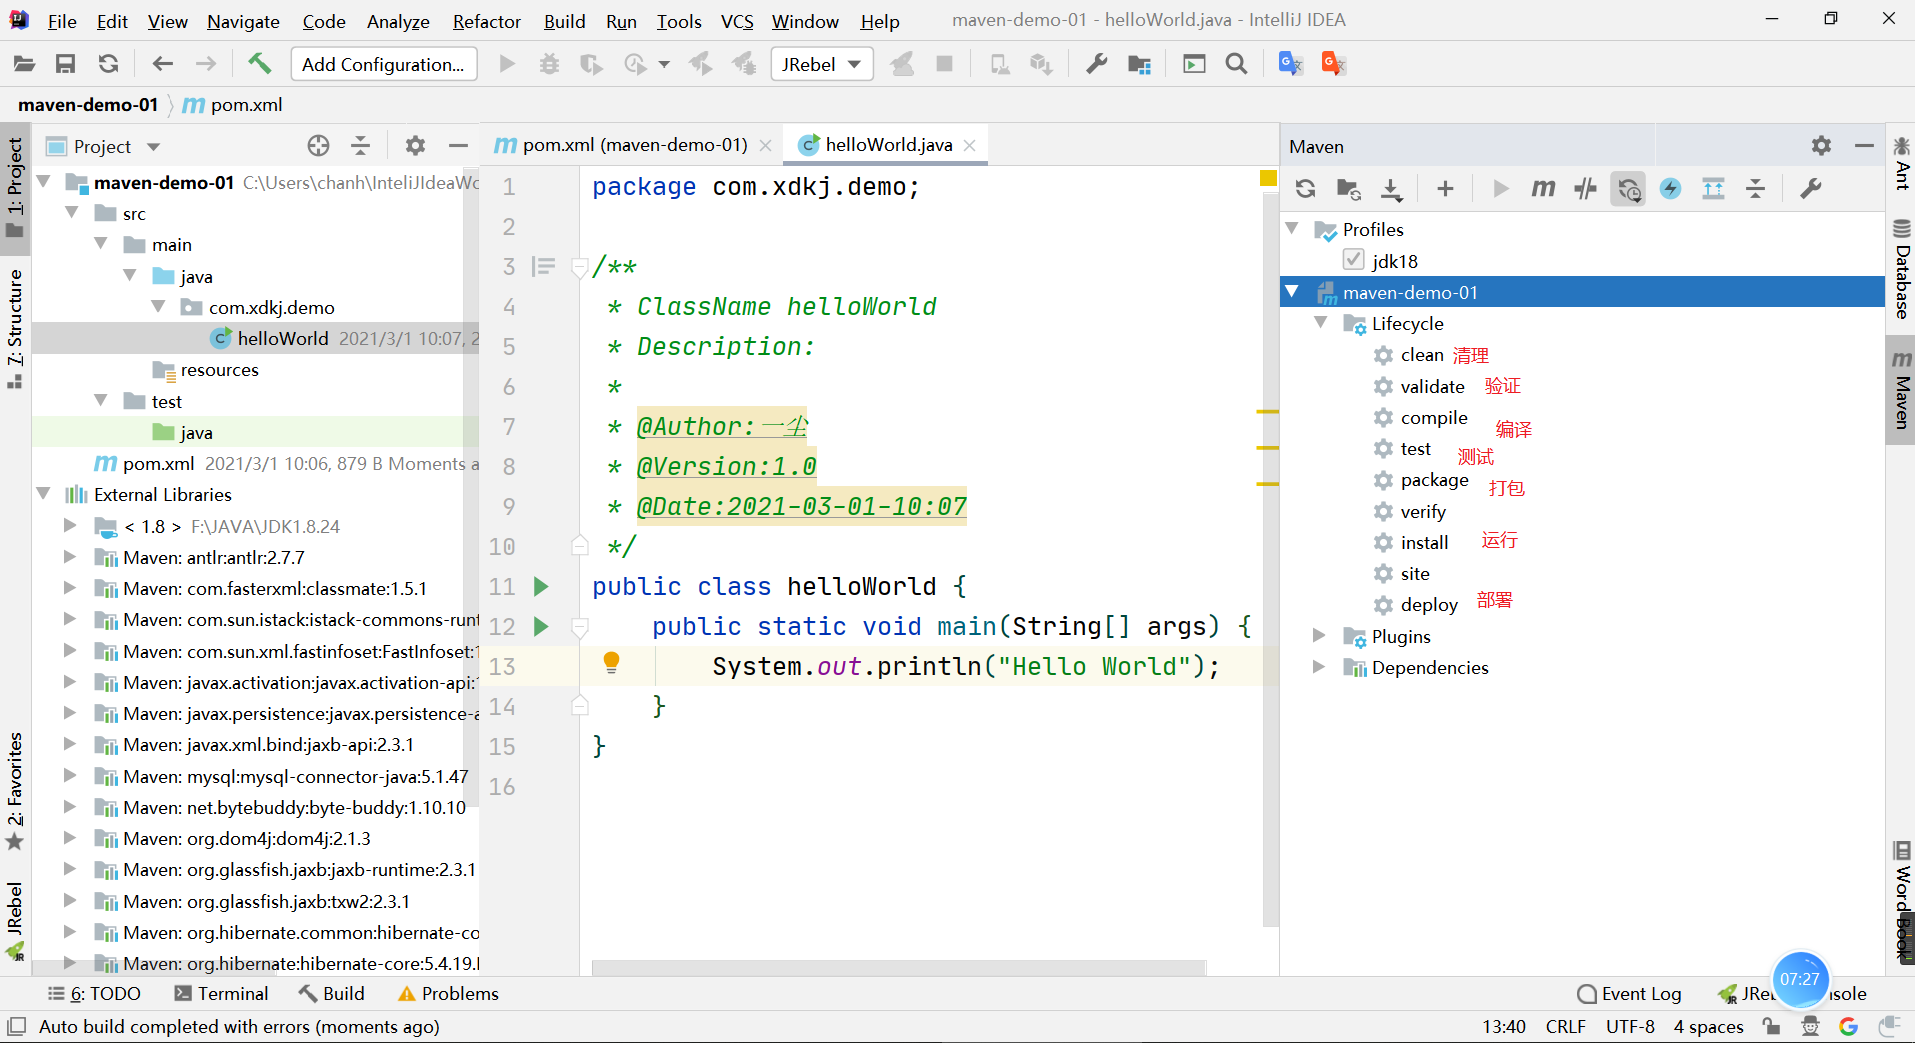 File Edit View Navigate Code Analyze Refactor Build Run Tools VCS Window Help maven-demo-01 - helloWorld.java - IntelliJ IDEA
Add Configuration... JRebel
maven-demo-01 pom.xml
Project
pom.xml (maven-demo-01) helloWorld.java
Maven
1: Project
7: Structure
2: Favorites
JRebel
maven-demo-01 C:\Users\chanh\InteliJIdeaWo
src
main
java
com.xdkj.demo
helloWorld 2021/3/1 10:07, 2
resources
test
java
pom.xml 2021/3/1 10:06, 879 B Moments a
External Libraries
< 1.8 > F:\JAVA\JDK1.8.24
Maven: antlr:antlr:2.7.7
Maven: com.fasterxml:classmate:1.5.1
Maven: com.sun.istack:istack-commons-runt
Maven: com.sun.xml.fastinfoset:FastInfoset:1
Maven: javax.activation:javax.activation-api:1
Maven: javax.persistence:javax.persistence-a
Maven: javax.xml.bind:jaxb-api:2.3.1
Maven: mysql:mysql-connector-java:5.1.47
Maven: net.bytebuddy:byte-buddy:1.10.10
Maven: org.dom4j:dom4j:2.1.3
Maven: org.glassfish.jaxb:jaxb-runtime:2.3.1
Maven: org.glassfish.jaxb:txw2:2.3.1
Maven: org.hibernate.common:hibernate-co
Maven: org.hibernate:hibernate-core:5.4.19.
1 package com.xdkj.demo;
2
3 /**
4 * ClassName helloWorld
5 * Description:
6 *
7 * @Author:一尘
8 * @Version:1.0
9 * @Date:2021-03-01-10:07
10 */
11 public class helloWorld {
12 public static void main(String[] args) {
13 System.out.println("Hello World");
14 }
15 }
16
Profiles
jdk18
maven-demo-01
Lifecycle
clean 清理
validate 验证
compile 编译
test 测试
package 打包
verify
install 运行
site
deploy 部署
Plugins
Dependencies
Ant
Database
Maven
Word Book
6: TODO Terminal Build Problems Event Log JRe sole
07:27
Auto build completed with errors (moments ago) 13:40 CRLF UTF-8 4 spaces